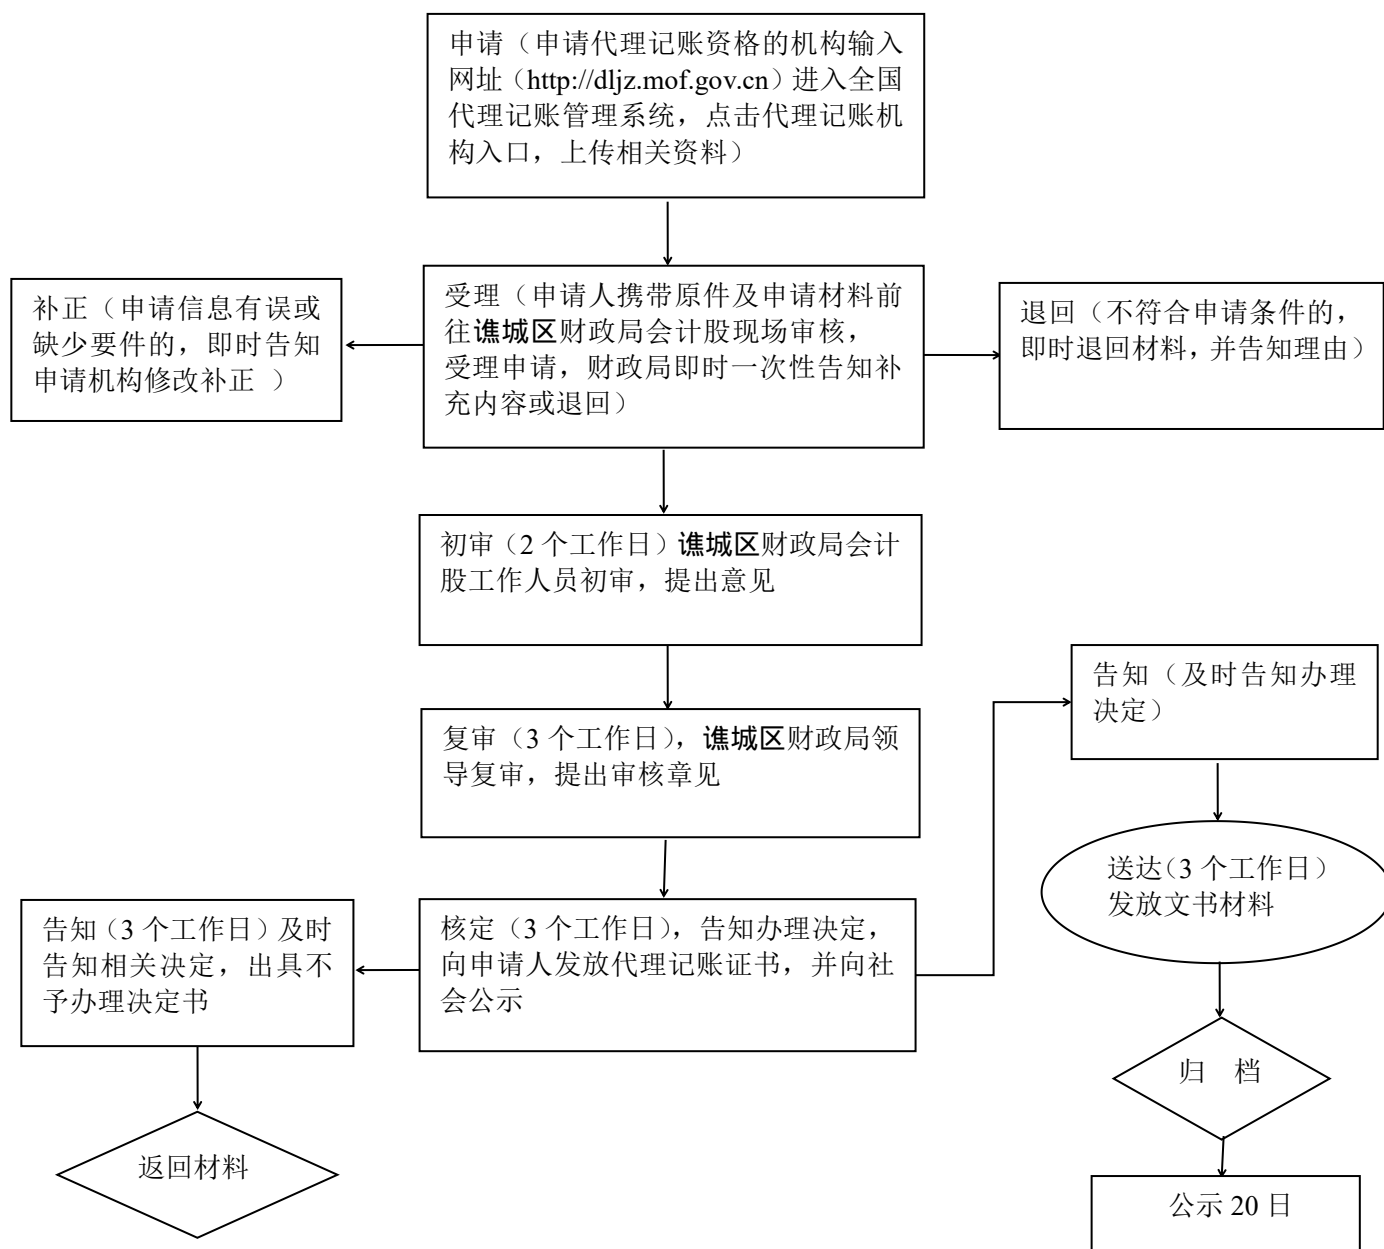 申请（申请代理记账资格的机构输入
网址（http://dljz.mof.gov.cn）进入全国
代理记账管理系统，点击代理记账机
构入口，上传相关资料）
补正（申请信息有误或
缺少要件的，即时告知
申请机构修改补正 ）
受理（申请人携带原件及申请材料前
往谯城区财政局会计股现场审核，
受理申请，财政局即时一次性告知补
充内容或退回）
退回（不符合申请条件的，
即时退回材料，并告知理由）
初审（2 个工作日）谯城区财政局会计
股工作人员初审，提出意见
复审（3 个工作日），谯城区财政局领
导复审，提出审核章见
告知（及时告知办理
决定）
送达（3 个工作日）
发放文书材料
告知（3 个工作日）及时
告知相关决定，出具不
予办理决定书
核定（3 个工作日），告知办理决定，
向申请人发放代理记账证书，并向社
会公示
归 档
返回材料
公示 20 日